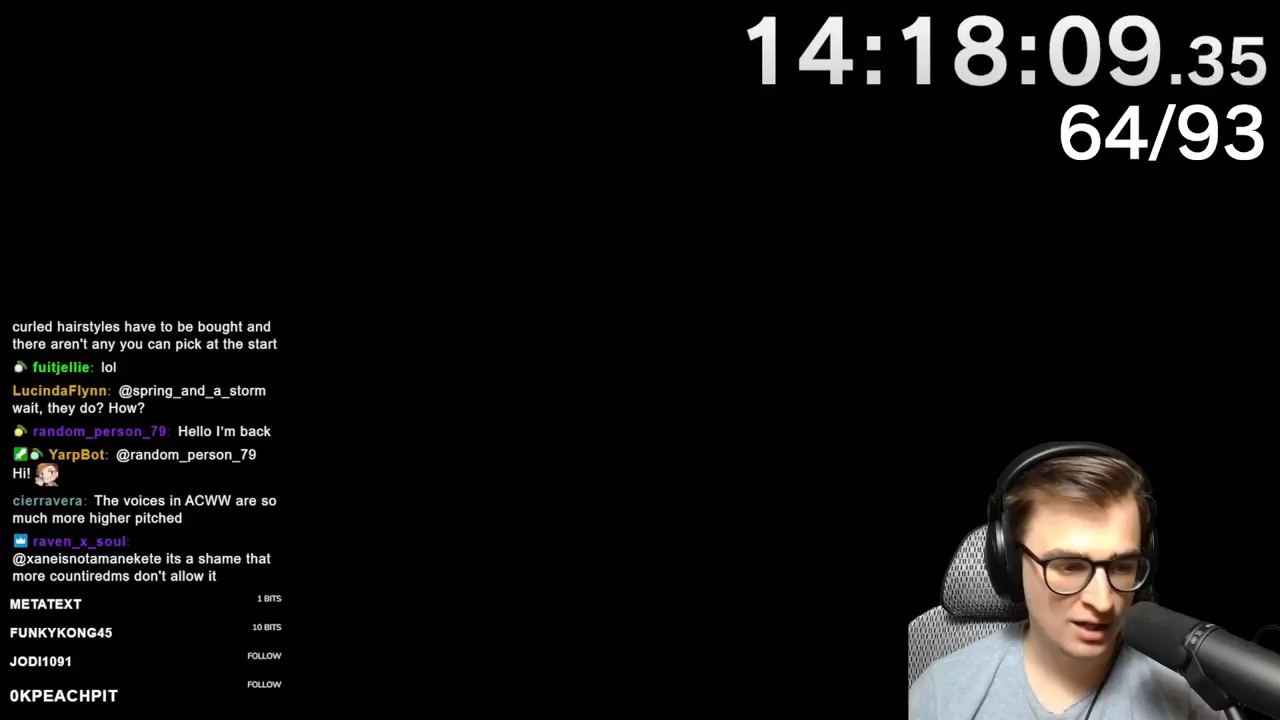 14:18:09.35
64/93
curled hairstyles have to be bought and
there aren't any you can pick at the start
fuitjellie: lol
LucindaFlynn: @spring_and_a_storm
wait, they do? How?
random_person_79: Hello I'm back
YarpBot: @random_person_79
Hi!
cierravera: The voices in ACWW are so
much more higher pitched
raven_x_soul:
@xaneisnotamanekete its a shame that
more countiredms don't allow it
METATEXT 1 BITS
FUNKYKONG45 10 BITS
JODI1091 FOLLOW
0KPEACHPIT FOLLOW